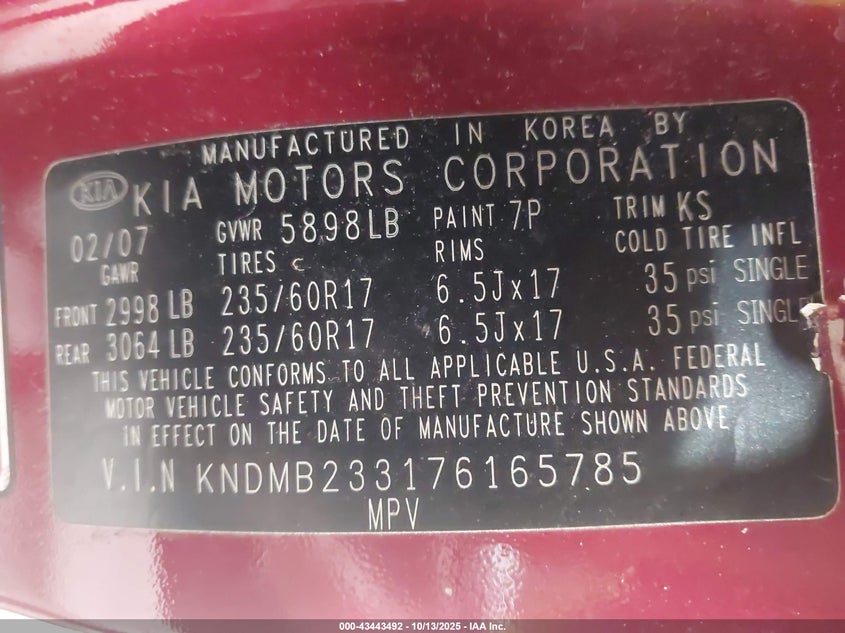 MANUFACTURED IN KOREA BY
KIA KIA MOTORS CORPORATION
02/07 GVWR 5898LB PAINT 7P TRIM KS
GAWR TIRES RIMS COLD TIRE INFL
FRONT 2998 LB 235/60R17 6.5Jx17 35 psi SINGLE
REAR 3064 LB 235/60R17 6.5Jx17 35 psi SINGLE
THIS VEHICLE CONFORMS TO ALL APPLICABLE U.S.A. FEDERAL
MOTOR VEHICLE SAFETY AND THEFT PREVENTION STANDARDS
IN EFFECT ON THE DATE OF MANUFACTURE SHOWN ABOVE
V.I.N KNDMB233176165785
MPV
000-43443492 - 10/13/2025 - IAA Inc.